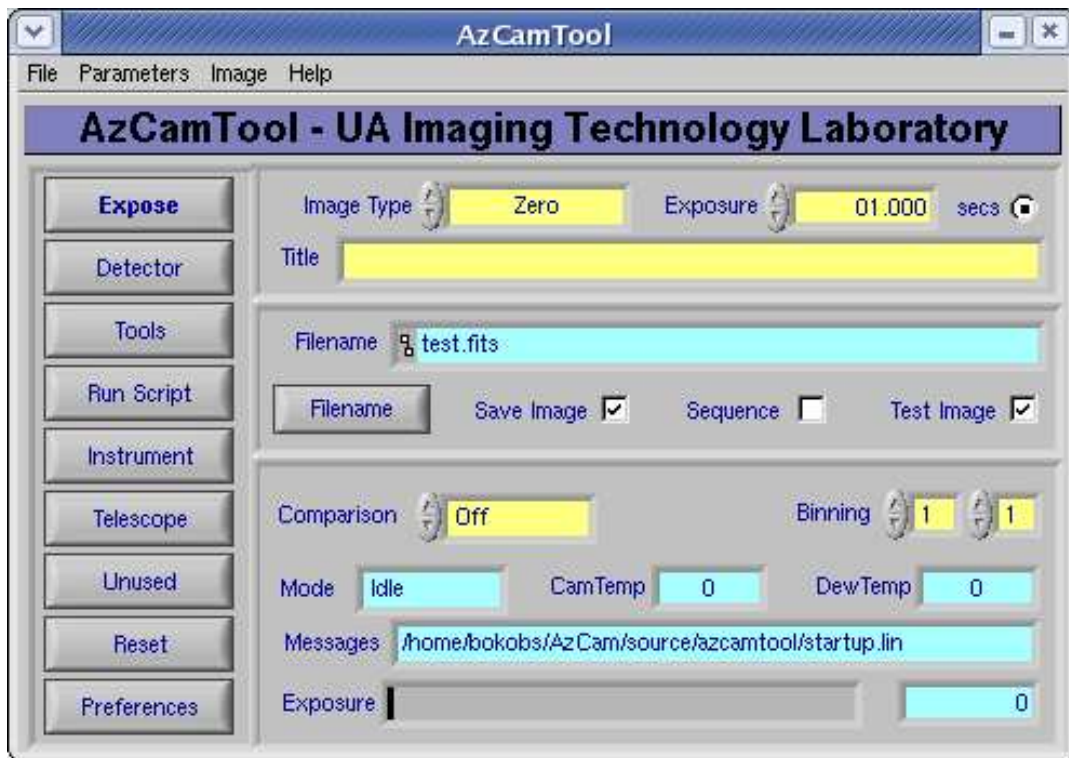 AzCamTool
File Parameters Image Help
AzCamTool - UA Imaging Technology Laboratory
Expose
Detector
Tools
Run Script
Instrument
Telescope
Unused
Reset
Preferences
Image Type Zero Exposure 01.000 secs
Title
Filename test.fits
Filename Save Image Sequence Test Image
Comparison Off Binning 1 1
Mode Idle CamTemp 0 DewTemp 0
Messages /home/bokobs/AzCam/source/azcamtool/startup.lin
Exposure 0